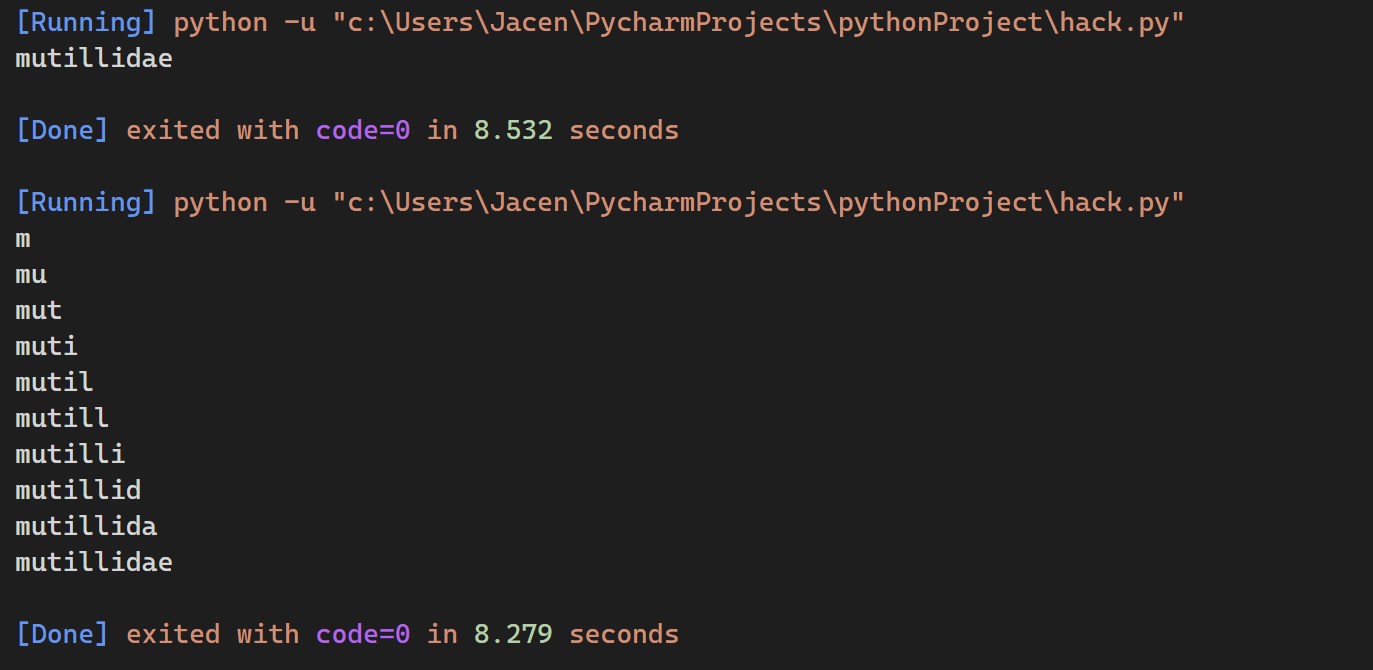 [Running] python -u "c:\Users\Jacen\PycharmProjects\pythonProject\hack.py"
mutillidae
[Done] exited with code=0 in 8.532 seconds
[Running] python -u "c:\Users\Jacen\PycharmProjects\pythonProject\hack.py"
m
mu
mut
muti
mutil
mutill
mutilli
mutillid
mutillida
mutillidae
[Done] exited with code=0 in 8.279 seconds